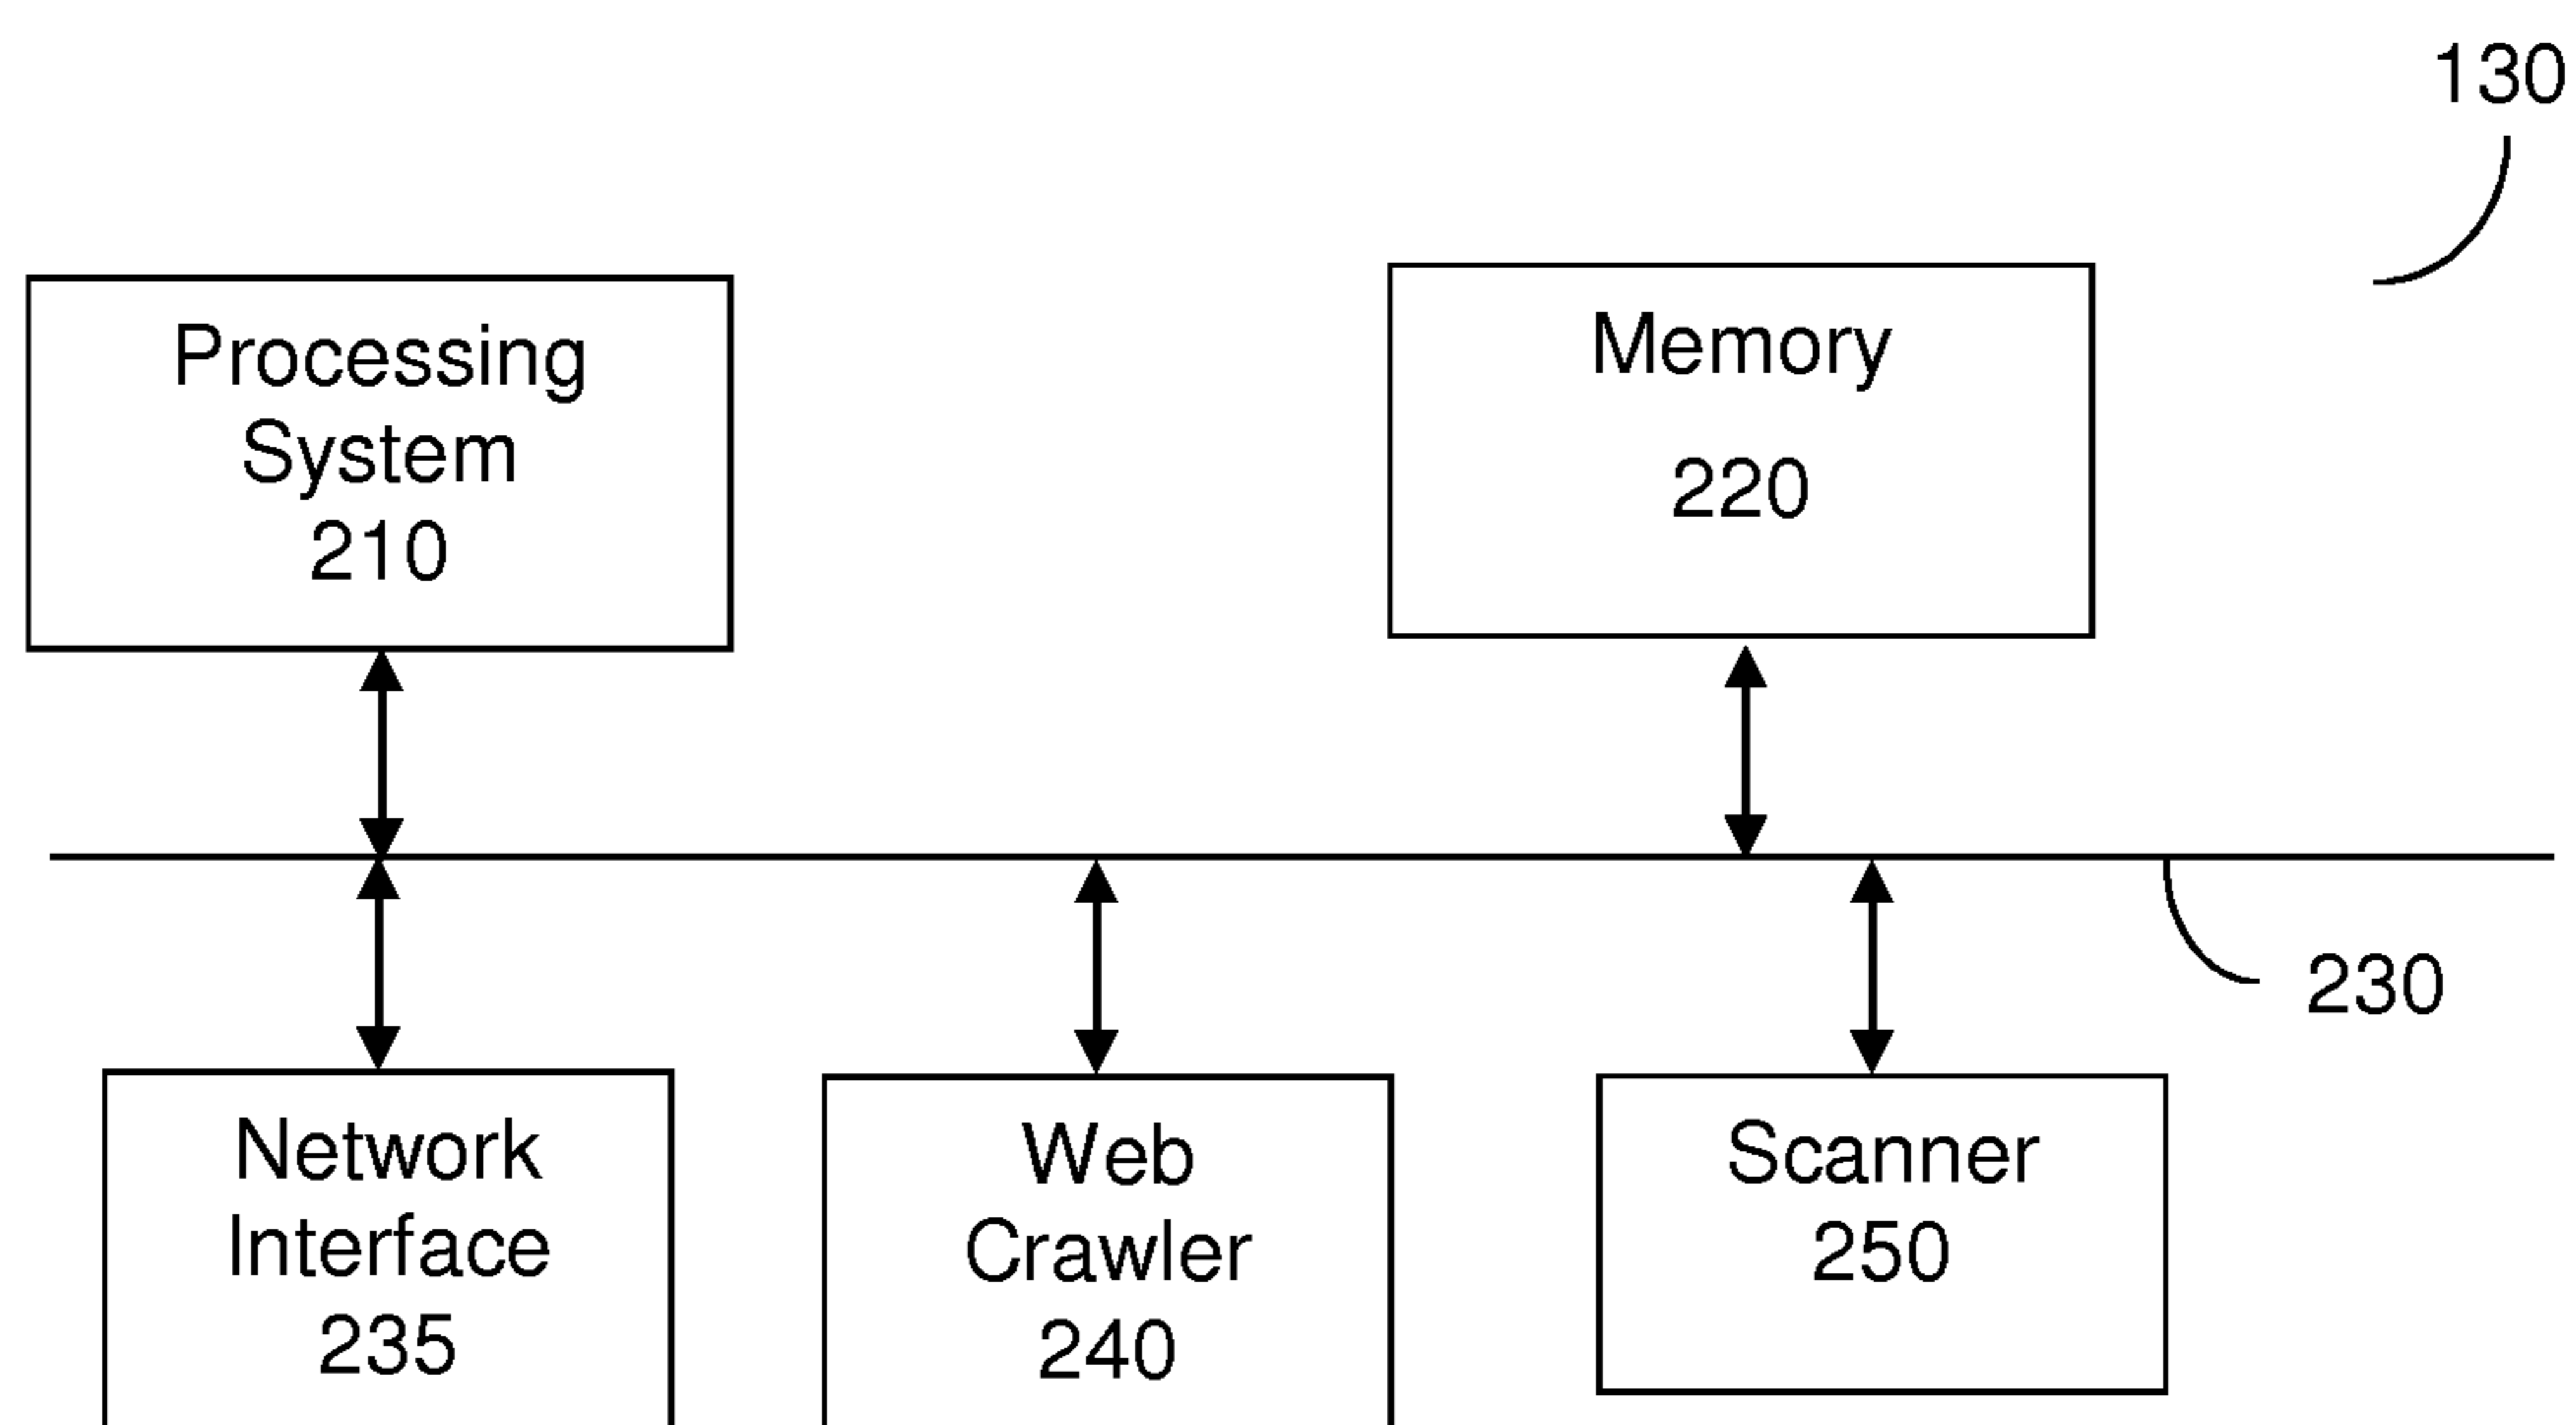 130
Processing
System
210
Memory
220
230
Network
Interface
235
Web
Crawler
240
Scanner
250